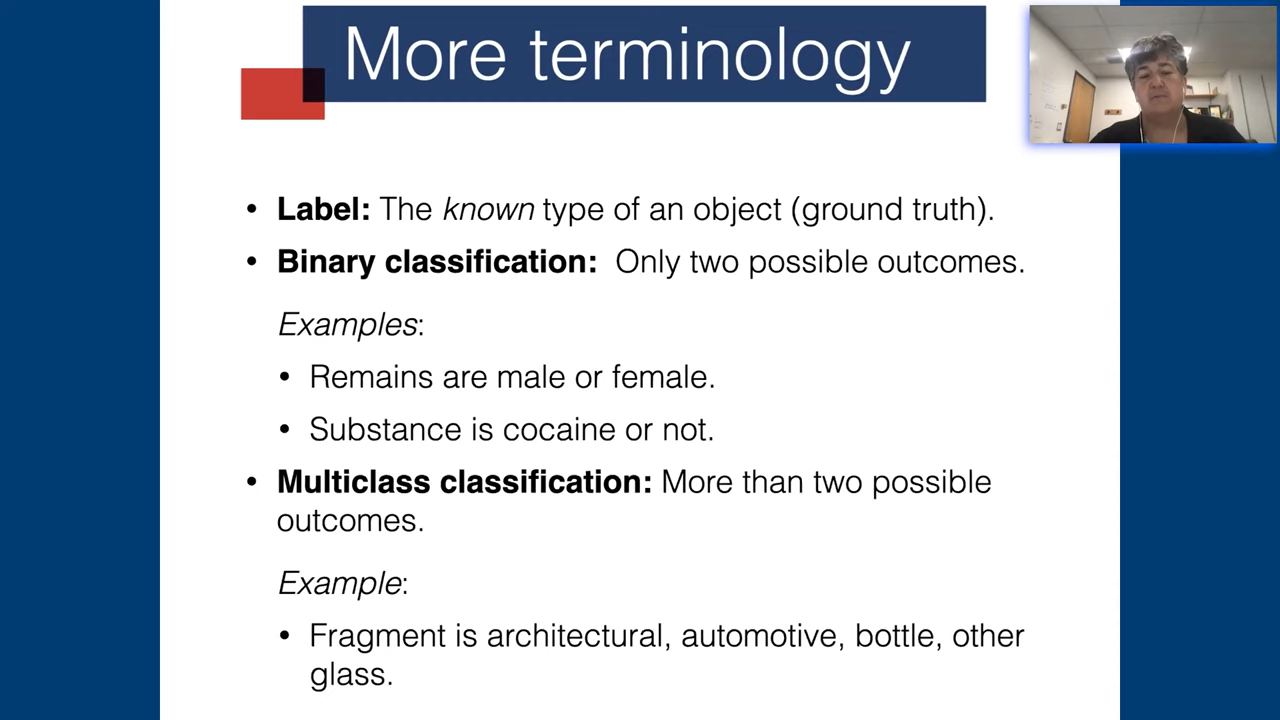 More terminology
• Label: The known type of an object (ground truth).
• Binary classification: Only two possible outcomes.
Examples:
• Remains are male or female.
• Substance is cocaine or not.
• Multiclass classification: More than two possible
outcomes.
Example:
• Fragment is architectural, automotive, bottle, other
glass.